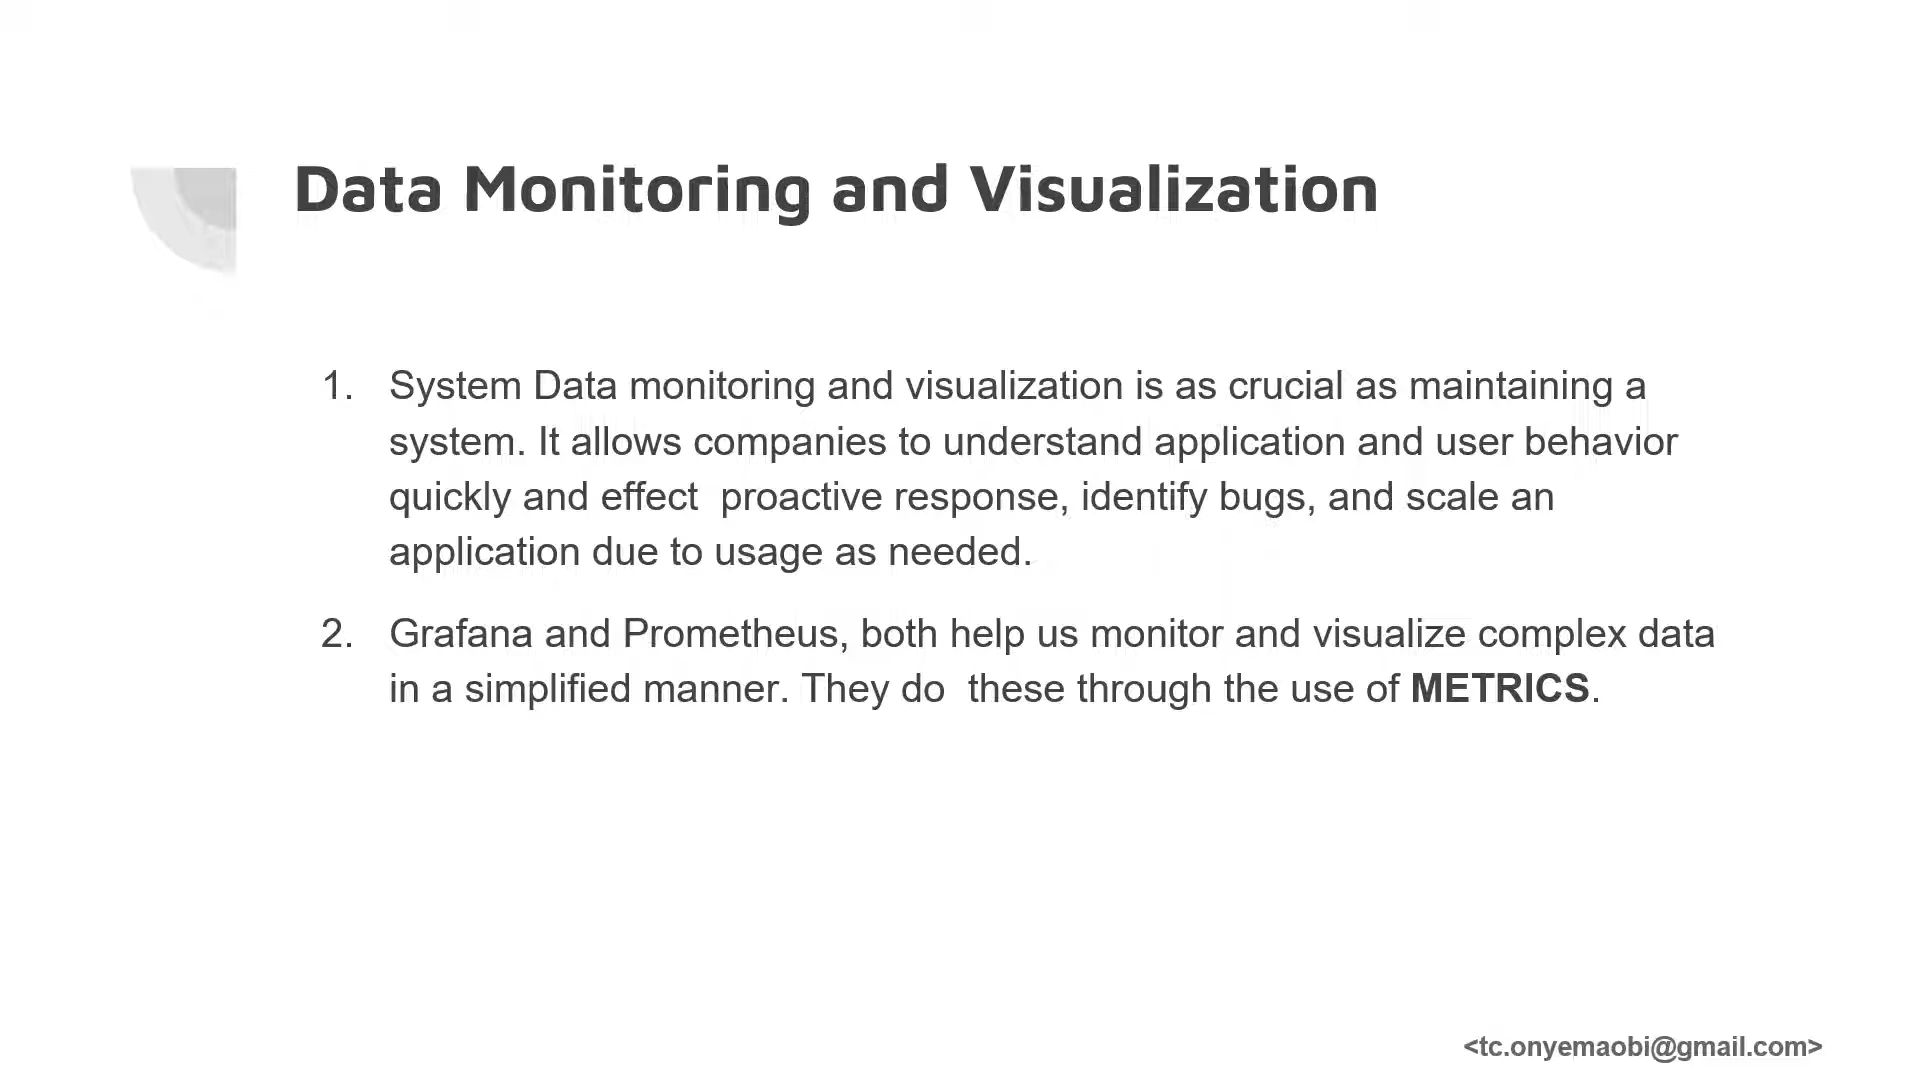 Data Monitoring and Visualization
1. System Data monitoring and visualization is as crucial as maintaining a
system. It allows companies to understand application and user behavior
quickly and effect  proactive response, identify bugs, and scale an
application due to usage as needed.
2. Grafana and Prometheus, both help us monitor and visualize complex data
in a simplified manner. They do  these through the use of METRICS.
<tc.onyemaobi@gmail.com>